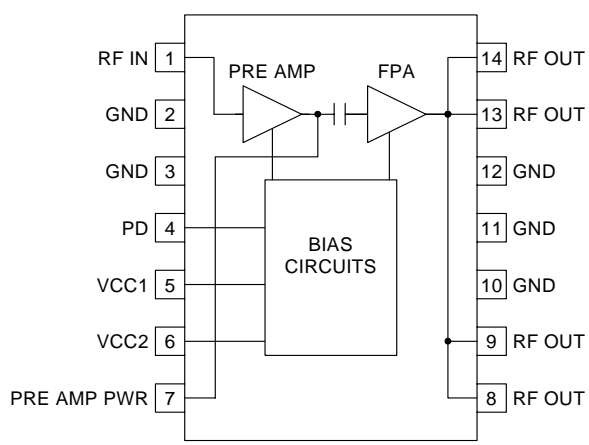 RF IN 1
PRE AMP
FPA
14 RF OUT
GND 2
13 RF OUT
GND 3
12 GND
PD 4
11 GND
BIAS
CIRCUITS
VCC1 5
10 GND
VCC2 6
9 RF OUT
PRE AMP PWR 7
8 RF OUT